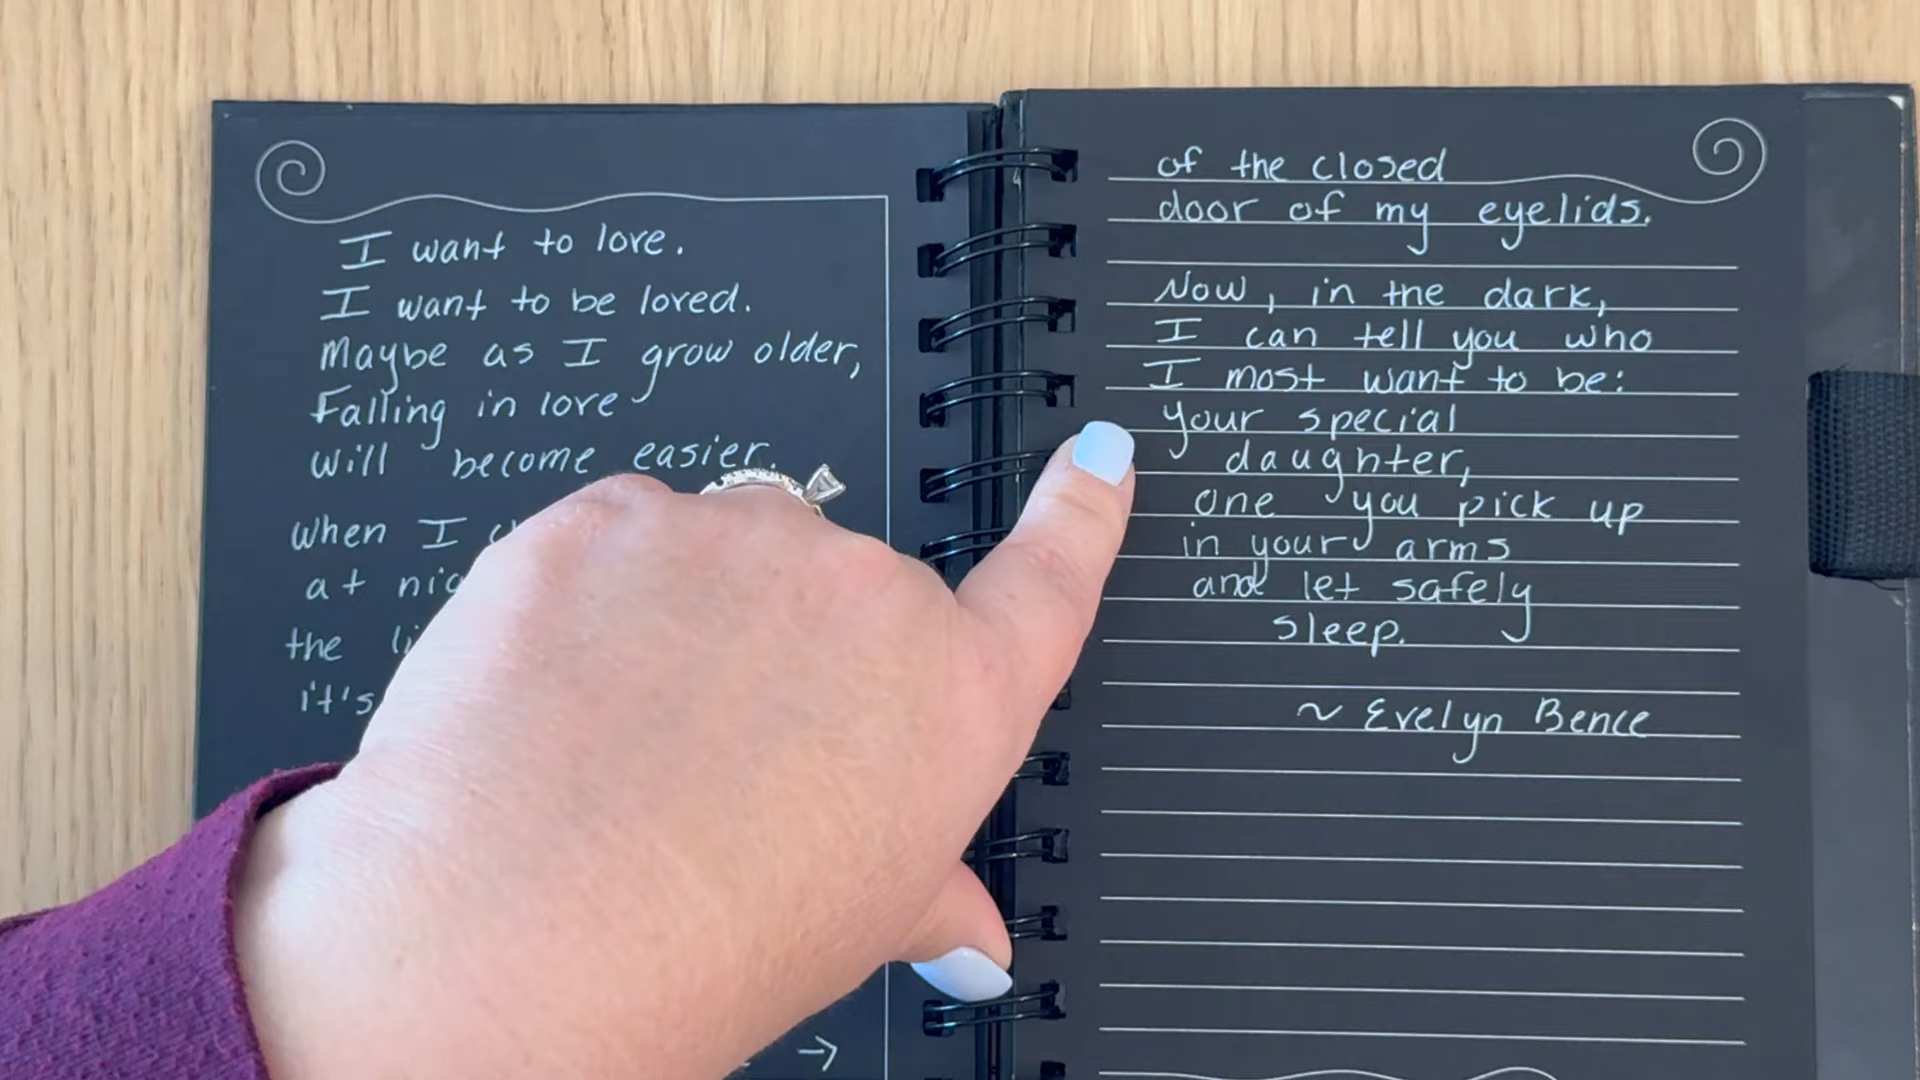 I want to love.
I want to be loved.
Maybe as I grow older,
Falling in love
will become easier.
When I
at
the
it's
→
of the closed
door of my eyelids.
Now, in the dark,
I can tell you who
I most want to be:
your special
daughter,
one you pick up
in your arms
and let safely
sleep.
~ Evelyn Bence